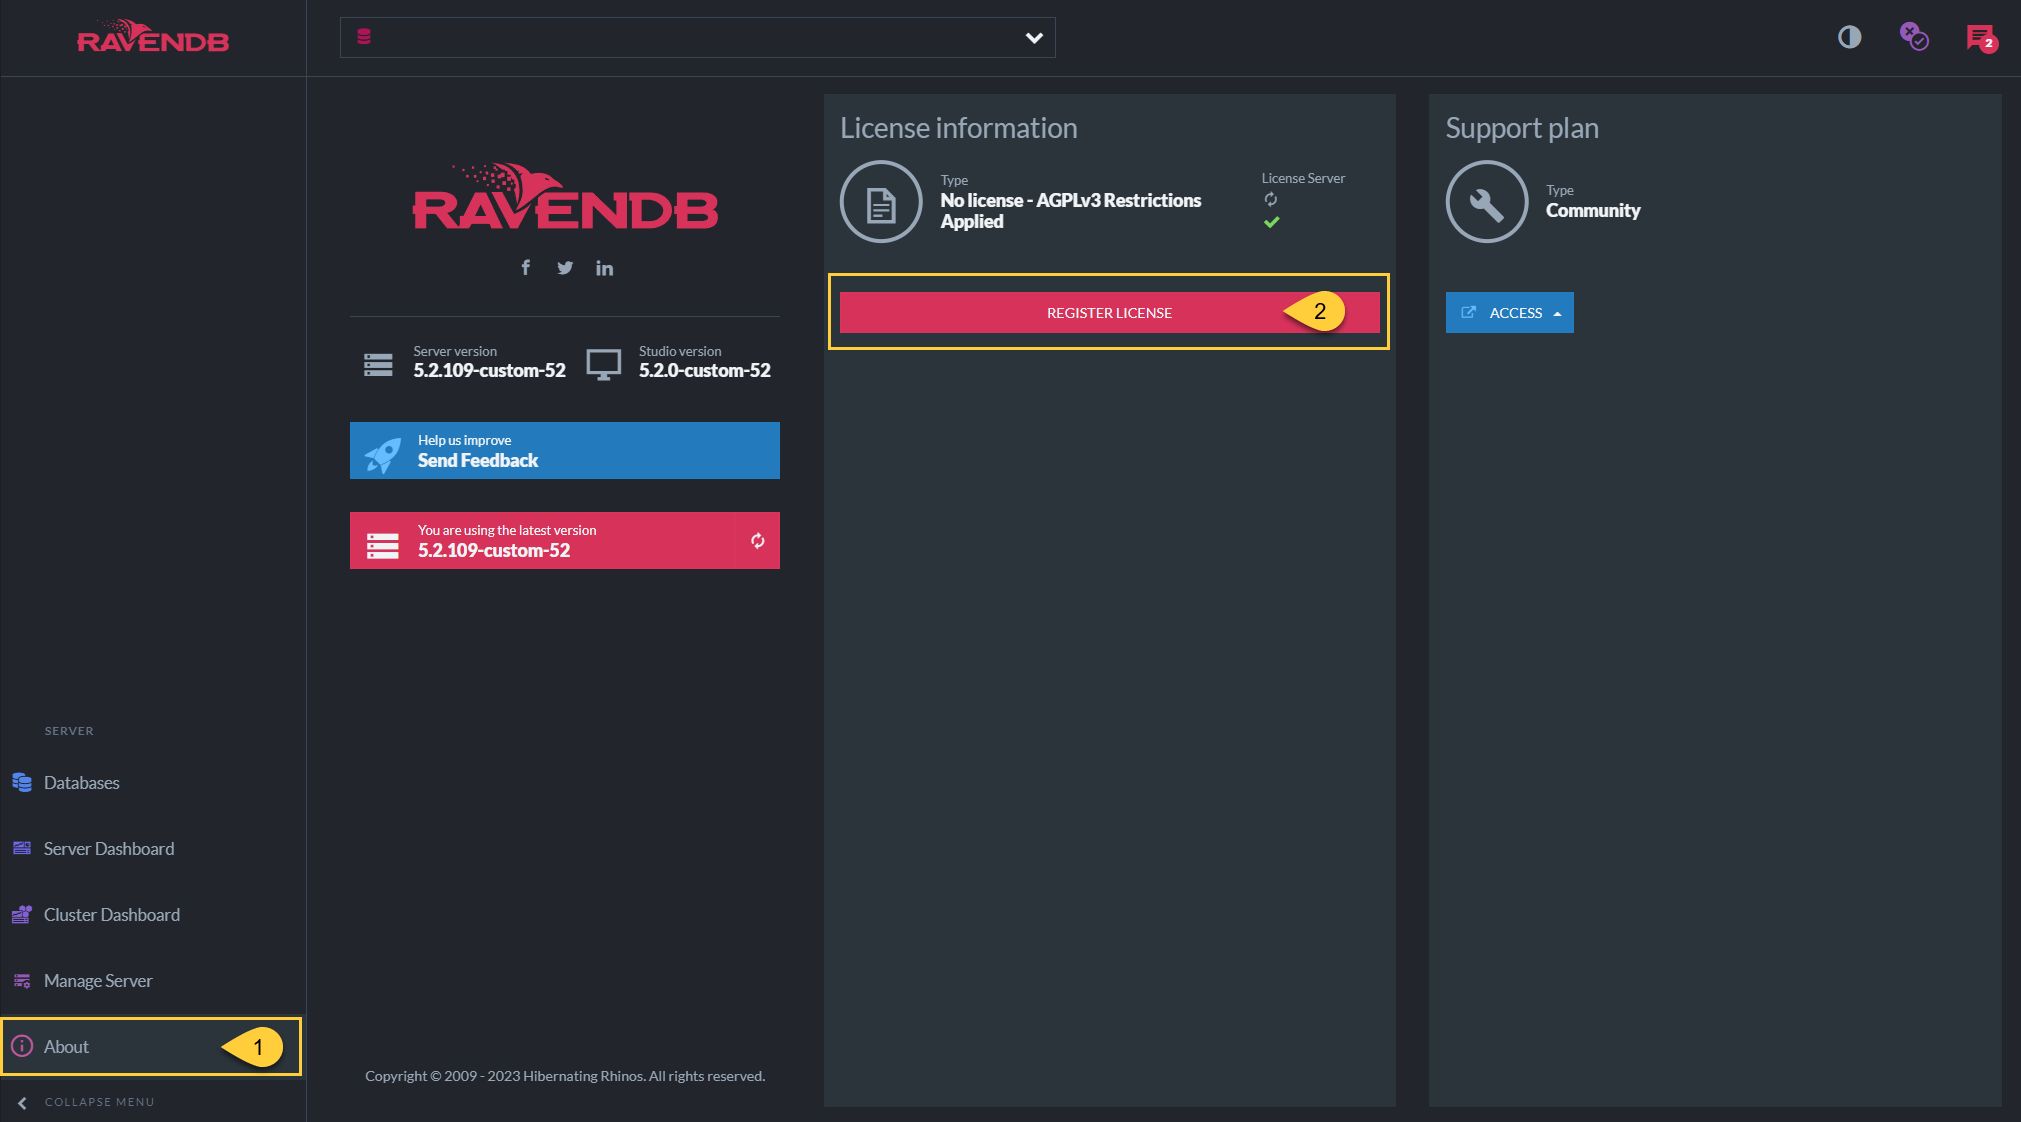 RAVENDB
2
RAVENDB
Server version
5.2.109-custom-52
Studio version
5.2.0-custom-52
Help us improve
Send Feedback
You are using the latest version
5.2.109-custom-52
License information
Type
No license - AGPLv3 Restrictions
Applied
License Server
REGISTER LICENSE
2
Support plan
Type
Community
ACCESS
SERVER
Databases
Server Dashboard
Cluster Dashboard
Manage Server
About
1
COLLAPSE MENU
Copyright © 2009 - 2023 Hibernating Rhinos. All rights reserved.